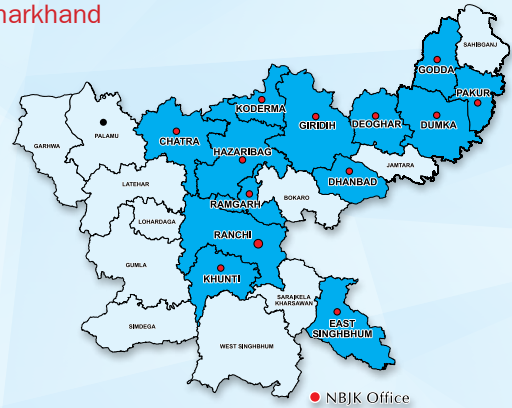 harkhand
SAHIBGANJ
GODDA
PAKUR
KODERMA
GIRIDIH
DEOGHAR
DUMKA
PALAMU
GARHWA
CHATRA
HAZARIBAG
JAMTARA
DHANBAD
LATEHAR
RAMGARH
BOKARO
LOHARDAGA
RANCHI
GUMLA
KHUNTI
SARAIKELA
KHARSAWAN
SIMDEGA
EAST
SINGHBHUM
WEST SINGHBHUM
NBJK Office